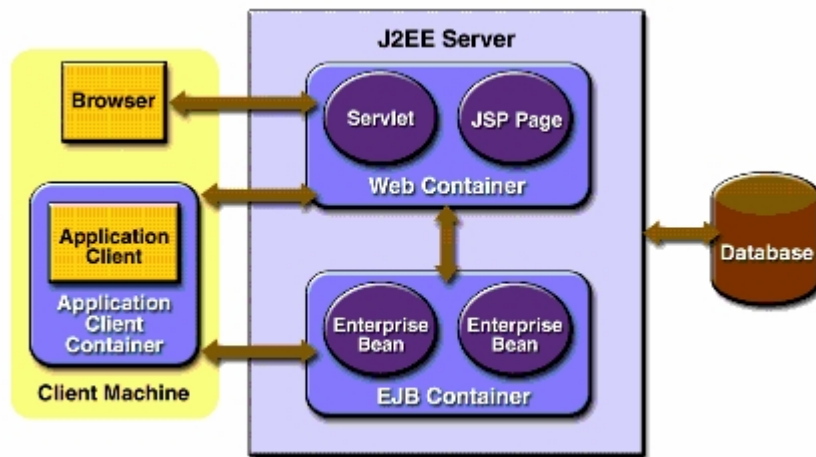 J2EE Server
Browser
Servlet
JSP Page
Web Container
Application
Client
Application
Client
Container
Client Machine
Enterprise
Bean
Enterprise
Bean
EJB Container
Database